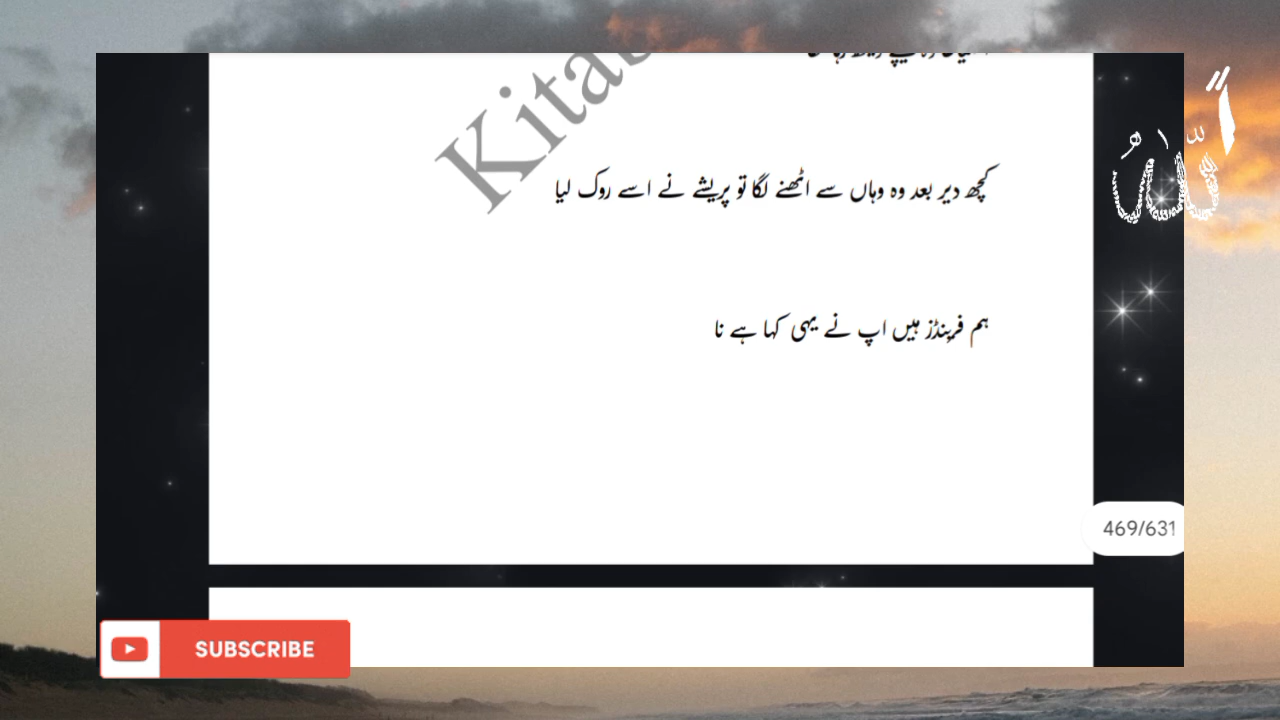 Kitab
کچھ دیر بعد وہ وہاں سے اٹھنے لگا تو پریشے نے اسے روک لیا
ہم فرینڈز ہیں اپ نے یہی کہا ہے نا
469/631
SUBSCRIBE